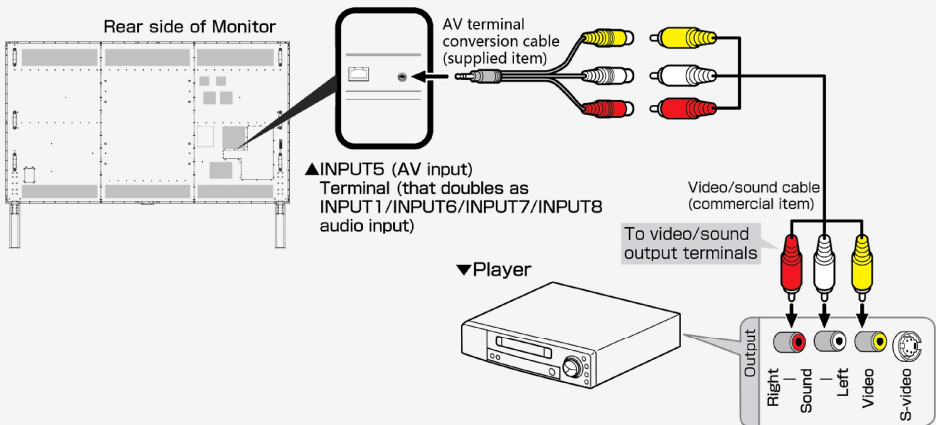 Rear side of Monitor
AV terminal
conversion cable
(supplied item)
▲INPUT5 (AV input)
Terminal (that doubles as
INPUT1/INPUT6/INPUT7/INPUT8
audio input)
Video/sound cable
(commercial item)
To video/sound
output terminals
▼Player
Output
Right
Sound
Left
Video
S-video